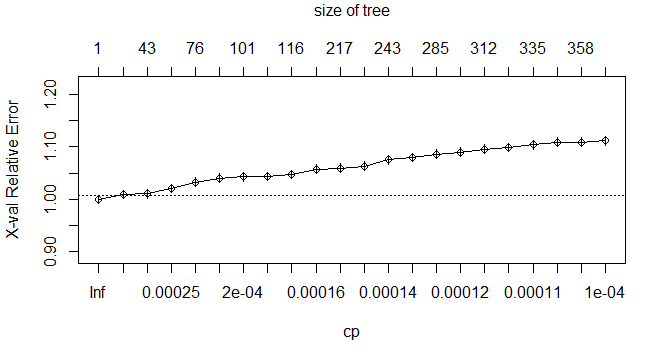 size of tree
1 43 76 101 116 217 243 285 312 335 358
X-val Relative Error
1.20
1.10
1.00
0.90
Inf 0.00025 2e-04 0.00016 0.00014 0.00012 0.00011 1e-04
cp